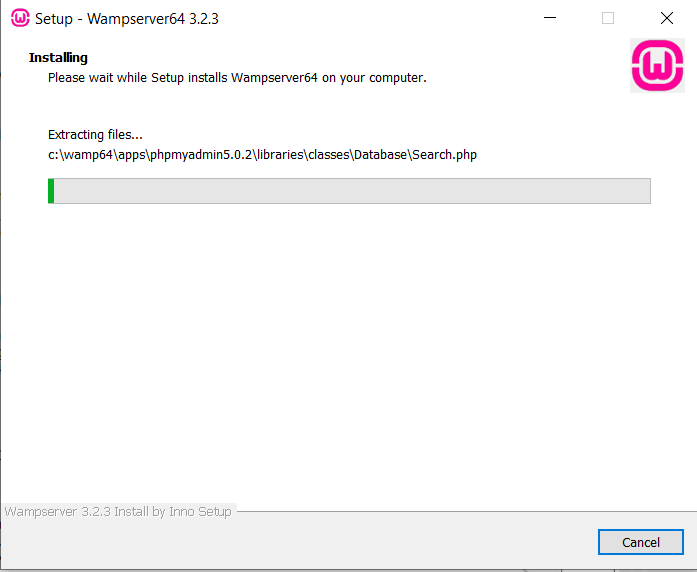 Setup - Wampserver64 3.2.3
Installing
Please wait while Setup installs Wampserver64 on your computer.
Extracting files...
c:\wamp64\apps\phpmyadmin5.0.2\libraries\classes\Database\Search.php
Wampserver 3.2.3 Install by Inno Setup
Cancel